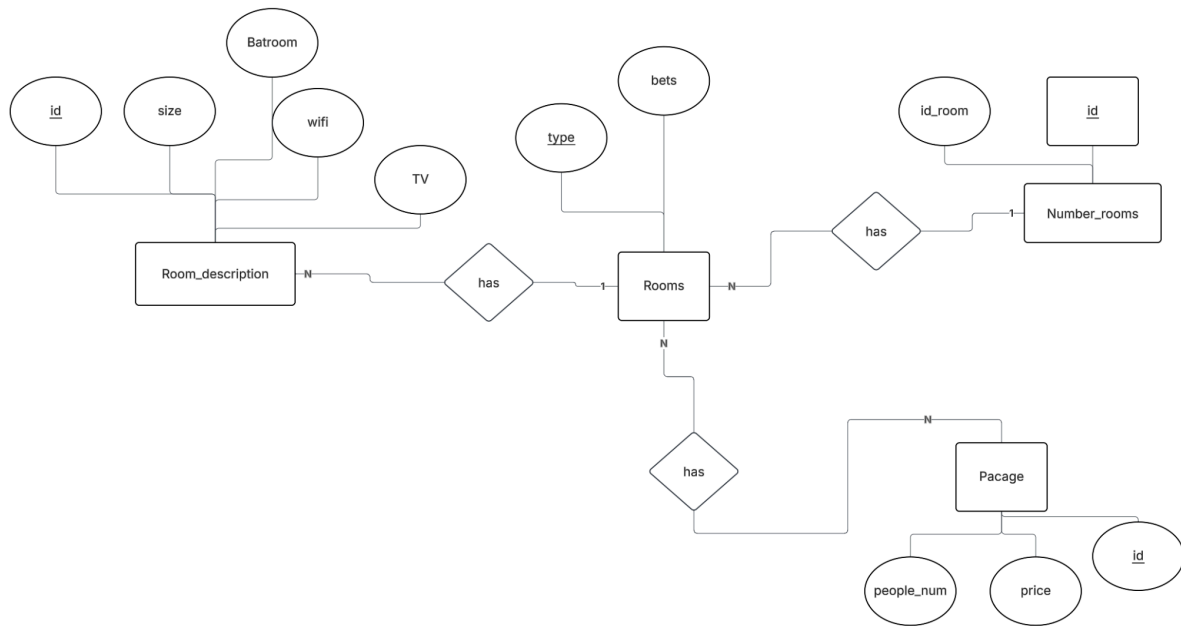 Batroom
bets
id
size
id_room
id
wifi
type
TV
Number_rooms
has
1
Room_description
N
has
1
Rooms
N
N
N
has
Pacage
id
people_num
price